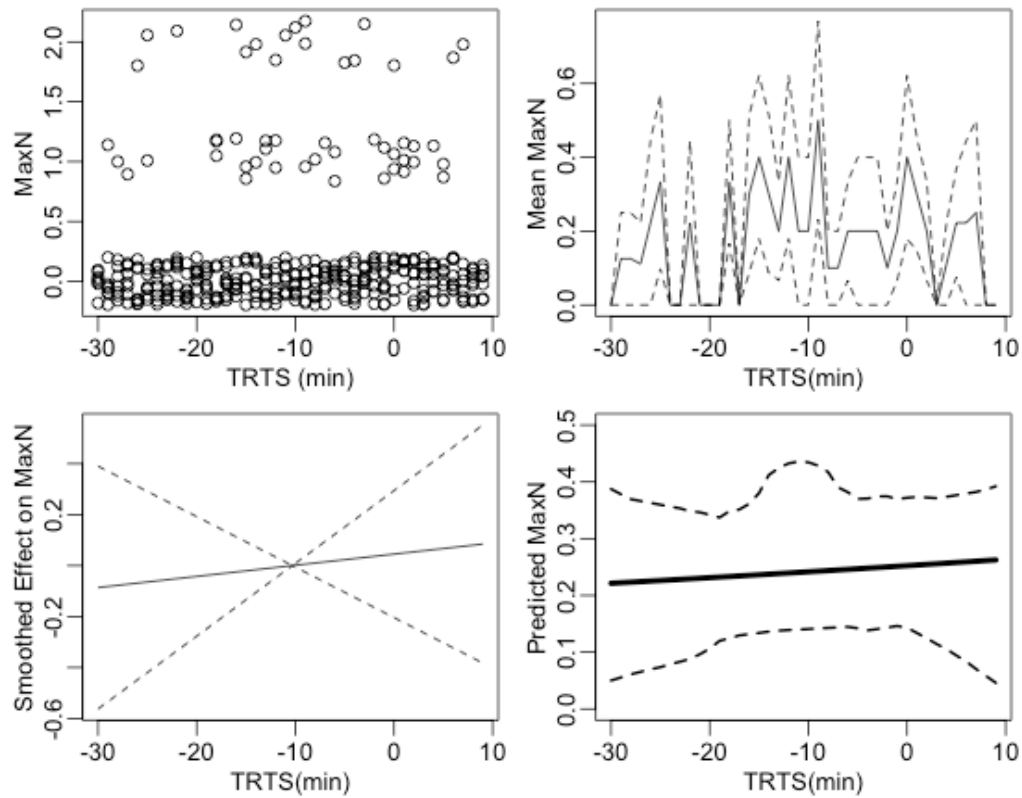 MaxN
0.0 0.5 1.0 1.5 2.0
-30 -20 -10 0 10
TRTS (min)
Mean MaxN
0.0 0.2 0.4 0.6
-30 -20 -10 0 10
TRTS(min)
Smoothed Effect on MaxN
-0.6 -0.2 0.2
-30 -20 -10 0 10
TRTS(min)
Predicted MaxN
0.0 0.1 0.2 0.3 0.4 0.5
-30 -20 -10 0 10
TRTS(min)